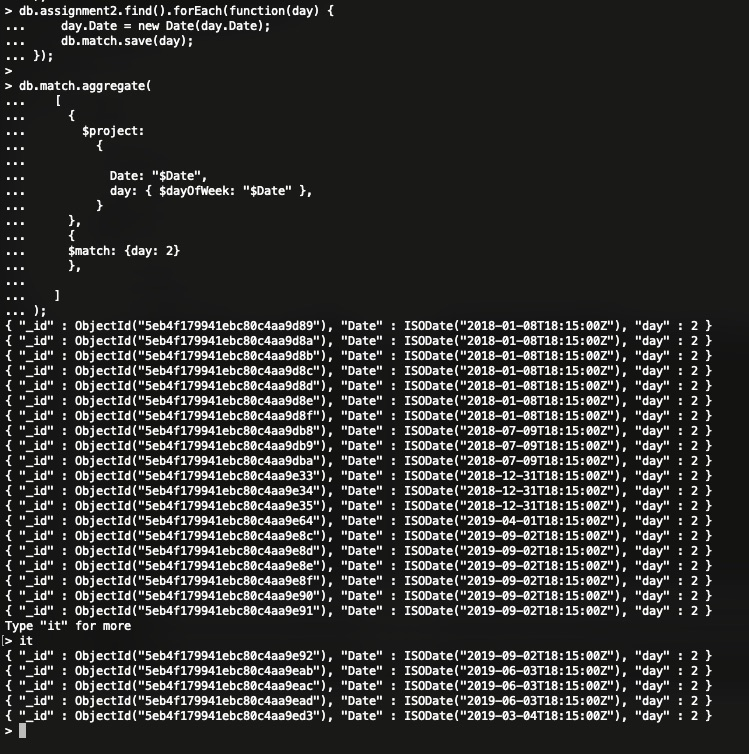 > db.assignment2.find().forEach(function(day) {
...     day.Date = new Date(day.Date);
...     db.match.save(day);
... });
>
> db.match.aggregate(
...    [
...      {
...        $project:
...          {
...
...            Date: "$Date",
...            day: { $dayOfWeek: "$Date" },
...          }
...      },
...      {
...      $match: {day: 2}
...      },
...
...    ]
... );
{ "_id" : ObjectId("5eb4f179941ebc80c4aa9d89"), "Date" : ISODate("2018-01-08T18:15:00Z"), "day" : 2 }
{ "_id" : ObjectId("5eb4f179941ebc80c4aa9d8a"), "Date" : ISODate("2018-01-08T18:15:00Z"), "day" : 2 }
{ "_id" : ObjectId("5eb4f179941ebc80c4aa9d8b"), "Date" : ISODate("2018-01-08T18:15:00Z"), "day" : 2 }
{ "_id" : ObjectId("5eb4f179941ebc80c4aa9d8c"), "Date" : ISODate("2018-01-08T18:15:00Z"), "day" : 2 }
{ "_id" : ObjectId("5eb4f179941ebc80c4aa9d8d"), "Date" : ISODate("2018-01-08T18:15:00Z"), "day" : 2 }
{ "_id" : ObjectId("5eb4f179941ebc80c4aa9d8e"), "Date" : ISODate("2018-01-08T18:15:00Z"), "day" : 2 }
{ "_id" : ObjectId("5eb4f179941ebc80c4aa9d8f"), "Date" : ISODate("2018-01-08T18:15:00Z"), "day" : 2 }
{ "_id" : ObjectId("5eb4f179941ebc80c4aa9db8"), "Date" : ISODate("2018-07-09T18:15:00Z"), "day" : 2 }
{ "_id" : ObjectId("5eb4f179941ebc80c4aa9db9"), "Date" : ISODate("2018-07-09T18:15:00Z"), "day" : 2 }
{ "_id" : ObjectId("5eb4f179941ebc80c4aa9dba"), "Date" : ISODate("2018-07-09T18:15:00Z"), "day" : 2 }
{ "_id" : ObjectId("5eb4f179941ebc80c4aa9e33"), "Date" : ISODate("2018-12-31T18:15:00Z"), "day" : 2 }
{ "_id" : ObjectId("5eb4f179941ebc80c4aa9e34"), "Date" : ISODate("2018-12-31T18:15:00Z"), "day" : 2 }
{ "_id" : ObjectId("5eb4f179941ebc80c4aa9e35"), "Date" : ISODate("2018-12-31T18:15:00Z"), "day" : 2 }
{ "_id" : ObjectId("5eb4f179941ebc80c4aa9e64"), "Date" : ISODate("2019-04-01T18:15:00Z"), "day" : 2 }
{ "_id" : ObjectId("5eb4f179941ebc80c4aa9e8c"), "Date" : ISODate("2019-09-02T18:15:00Z"), "day" : 2 }
{ "_id" : ObjectId("5eb4f179941ebc80c4aa9e8d"), "Date" : ISODate("2019-09-02T18:15:00Z"), "day" : 2 }
{ "_id" : ObjectId("5eb4f179941ebc80c4aa9e8e"), "Date" : ISODate("2019-09-02T18:15:00Z"), "day" : 2 }
{ "_id" : ObjectId("5eb4f179941ebc80c4aa9e8f"), "Date" : ISODate("2019-09-02T18:15:00Z"), "day" : 2 }
{ "_id" : ObjectId("5eb4f179941ebc80c4aa9e90"), "Date" : ISODate("2019-09-02T18:15:00Z"), "day" : 2 }
{ "_id" : ObjectId("5eb4f179941ebc80c4aa9e91"), "Date" : ISODate("2019-09-02T18:15:00Z"), "day" : 2 }
Type "it" for more
> it
{ "_id" : ObjectId("5eb4f179941ebc80c4aa9e92"), "Date" : ISODate("2019-09-02T18:15:00Z"), "day" : 2 }
{ "_id" : ObjectId("5eb4f179941ebc80c4aa9eab"), "Date" : ISODate("2019-06-03T18:15:00Z"), "day" : 2 }
{ "_id" : ObjectId("5eb4f179941ebc80c4aa9eac"), "Date" : ISODate("2019-06-03T18:15:00Z"), "day" : 2 }
{ "_id" : ObjectId("5eb4f179941ebc80c4aa9ead"), "Date" : ISODate("2019-06-03T18:15:00Z"), "day" : 2 }
{ "_id" : ObjectId("5eb4f179941ebc80c4aa9ed3"), "Date" : ISODate("2019-03-04T18:15:00Z"), "day" : 2 }
>